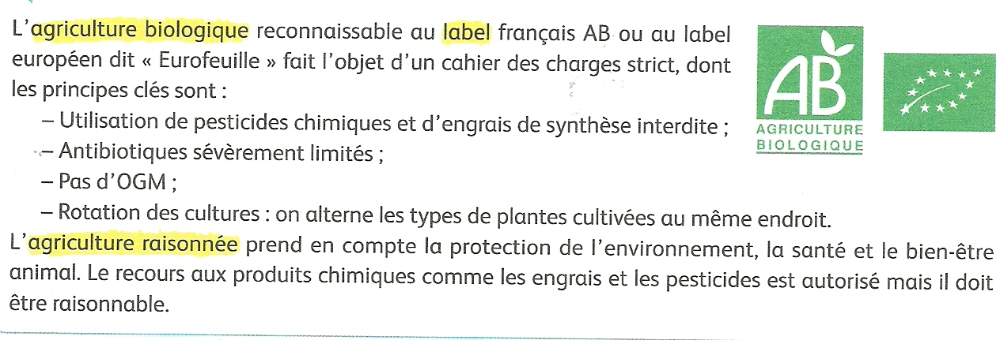 L'agriculture biologique reconnaissable au label français AB ou au label
européen dit « Eurofeuille » fait l'objet d'un cahier des charges strict, dont
les principes clés sont :
– Utilisation de pesticides chimiques et d'engrais de synthèse interdite ;
– Antibiotiques sévèrement limités ;
– Pas d'OGM ;
– Rotation des cultures : on alterne les types de plantes cultivées au même endroit.
L'agriculture raisonnée prend en compte la protection de l'environnement, la santé et le bien-être
animal. Le recours aux produits chimiques comme les engrais et les pesticides est autorisé mais il doit
être raisonnable.
AB
AGRICULTURE
BIOLOGIQUE